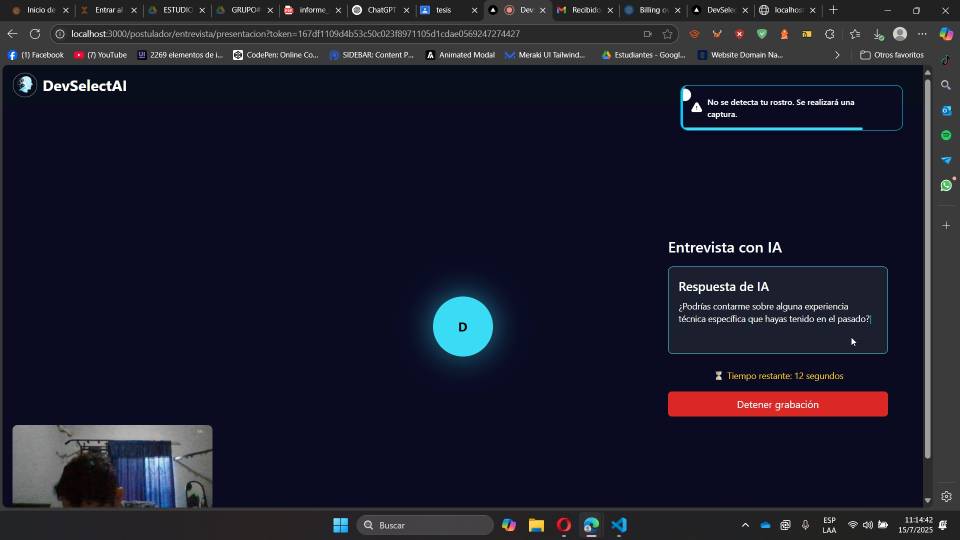 Inicio de
Entrar al
ESTUDIO
GRUPO#
informe_
ChatGPT
tesis
Dev
Recibido
Billing ov
DevSelec
localhos
localhost:3000/postulador/entrevista/presentacion?token=167df1109d4b53c50c023f8971105d1cdae0569247274427
(1) Facebook
(7) YouTube
2269 elementos de i...
CodePen: Online Co...
SIDEBAR: Content P...
Animated Modal
Meraki UI Tailwind...
Estudiantes - Googl...
Website Domain Na...
Otros favoritos
DevSelectAI
No se detecta tu rostro. Se realizará una
captura.
Entrevista con IA
Respuesta de IA
¿Podrías contarme sobre alguna experiencia
técnica específica que hayas tenido en el pasado?
Tiempo restante: 12 segundos
Detener grabación
D
Buscar
ESP
LAA
11:14:42
15/7/2025